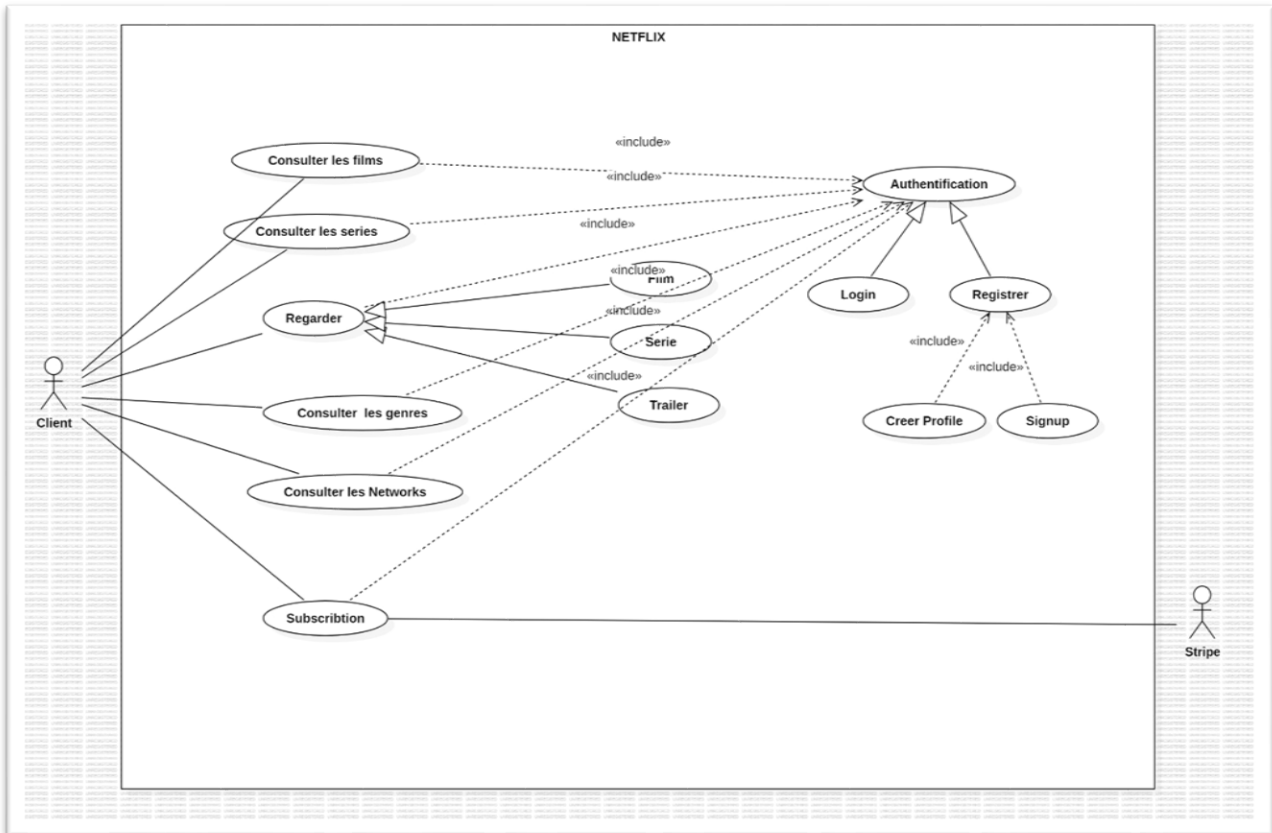 NETFLIX
«include»
Consulter les films
«include»
Authentification
«include»
Consulter les series
«include»
Film
Login
Registrer
«include»
Regarder
Serie
«include»
«include»
«include»
Trailer
Consulter  les genres
Creer Profile
Signup
Client
Consulter les Networks
Subscribtion
Stripe